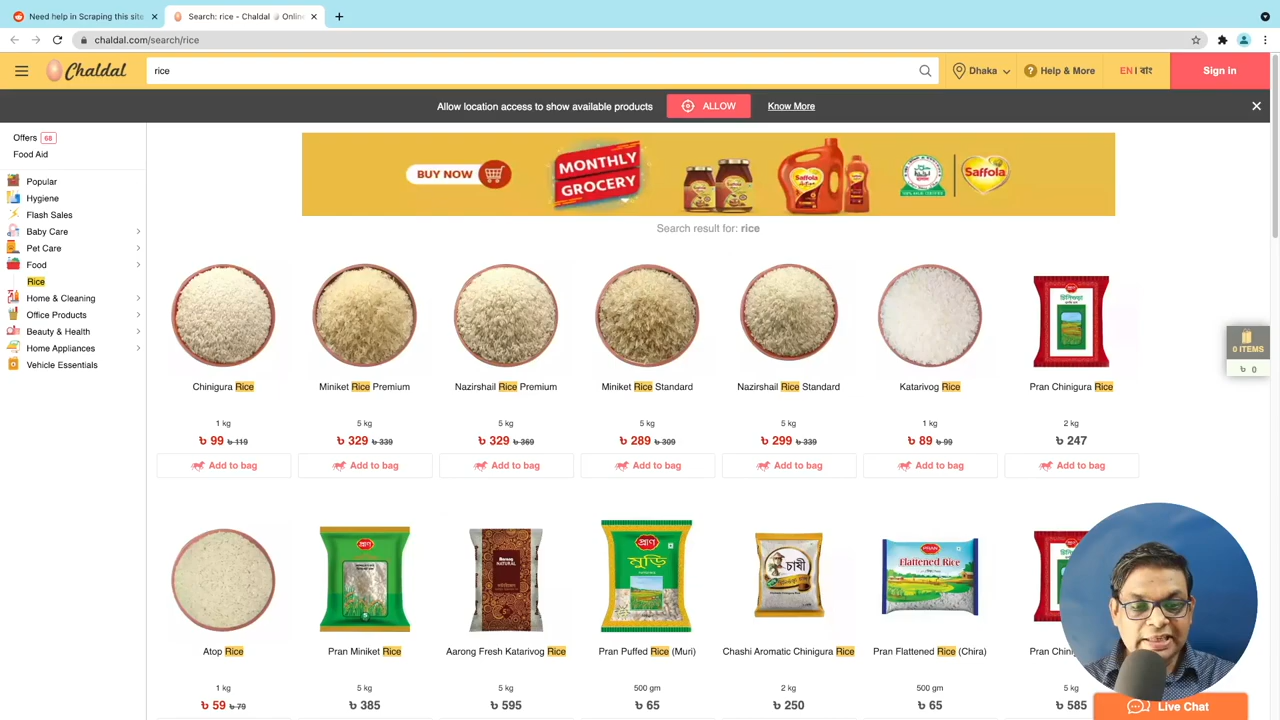 Need help in Scraping this site
Search: rice - Chaldal Online
chaldal.com/search/rice
Chaldal
rice
Dhaka
Help & More
EN | বাং
Sign in
Allow location access to show available products
ALLOW
Know More
Offers 68
Food Aid
Popular
Hygiene
Flash Sales
Baby Care
Pet Care
Food
Rice
Home & Cleaning
Office Products
Beauty & Health
Home Appliances
Vehicle Essentials
BUY NOW
MONTHLY
GROCERY
Saffola
Saffola
Search result for: rice
Chinigura Rice
Miniket Rice Premium
Nazirshail Rice Premium
Miniket Rice Standard
Nazirshail Rice Standard
Katarivog Rice
Pran Chinigura Rice
1 kg
5 kg
5 kg
5 kg
5 kg
1 kg
2 kg
৳ 99 ৳ 119
৳ 329 ৳ 339
৳ 329 ৳ 369
৳ 289 ৳ 309
৳ 299 ৳ 339
৳ 89 ৳ 99
৳ 247
Add to bag
Add to bag
Add to bag
Add to bag
Add to bag
Add to bag
Add to bag
0 ITEMS
৳ 0
প্রাণ
মুড়ি
চাষী
Flattened Rice
Atop Rice
Pran Miniket Rice
Aarong Fresh Katarivog Rice
Pran Puffed Rice (Muri)
Chashi Aromatic Chinigura Rice
Pran Flattened Rice (Chira)
1 kg
5 kg
5 kg
500 gm
2 kg
500 gm
5 kg
৳ 59 ৳ 79
৳ 385
৳ 595
৳ 65
৳ 250
৳ 65
৳ 585
Live Chat